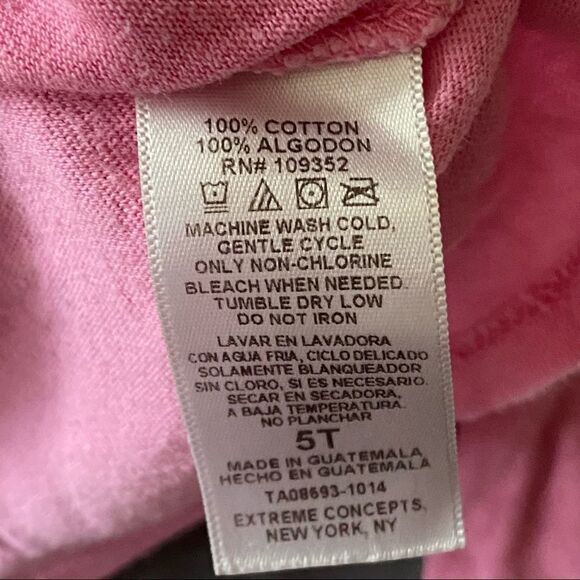 100% COTTON
100% ALGODON
RN# 109352
MACHINE WASH COLD,
GENTLE CYCLE
ONLY NON-CHLORINE
BLEACH WHEN NEEDED.
TUMBLE DRY LOW
DO NOT IRON
LAVAR EN LAVADORA
CON AGUA FRIA, CICLO DELICADO
SOLAMENTE BLANQUEADOR
SIN CLORO, SI ES NECESARIO.
SECAR EN SECADORA,
A BAJA TEMPERATURA.
NO PLANCHAR
5T
MADE IN GUATEMALA
HECHO EN GUATEMALA
TA08693-1014
EXTREME CONCEPTS,
NEW YORK, NY